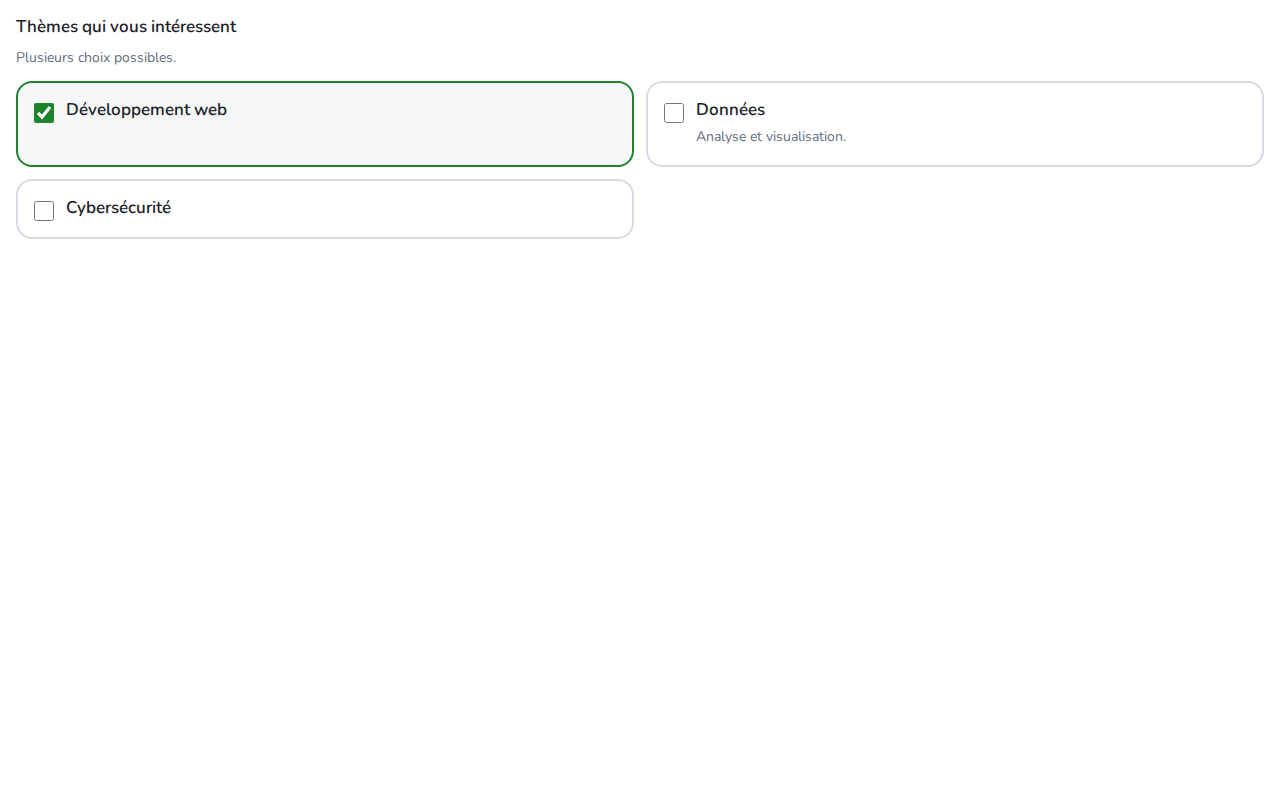 Thèmes qui vous intéressent
Plusieurs choix possibles.
Développement web
Données
Analyse et visualisation.
Cybersécurité